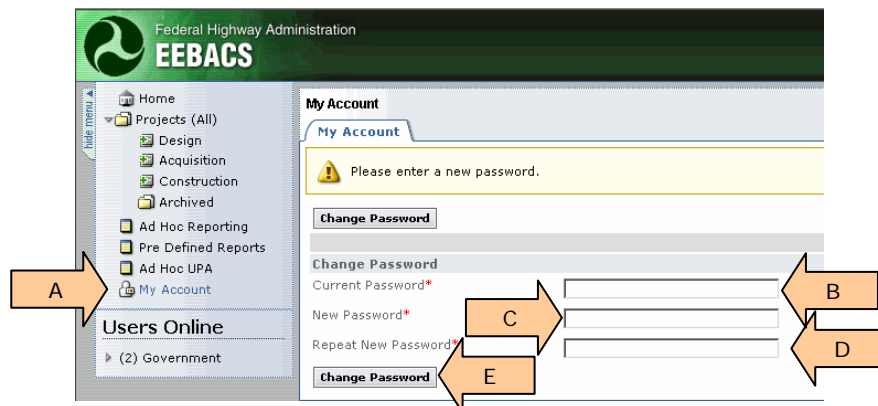 Federal Highway Administration
EEBACS
hide menu
Home
Projects (All)
Design
Acquisition
Construction
Archived
Ad Hoc Reporting
Pre Defined Reports
Ad Hoc UPA
My Account
Users Online
(2) Government
My Account
My Account
Please enter a new password.
Change Password
Change Password
Current Password*
New Password*
Repeat New Password*
Change Password
A
B
C
D
E